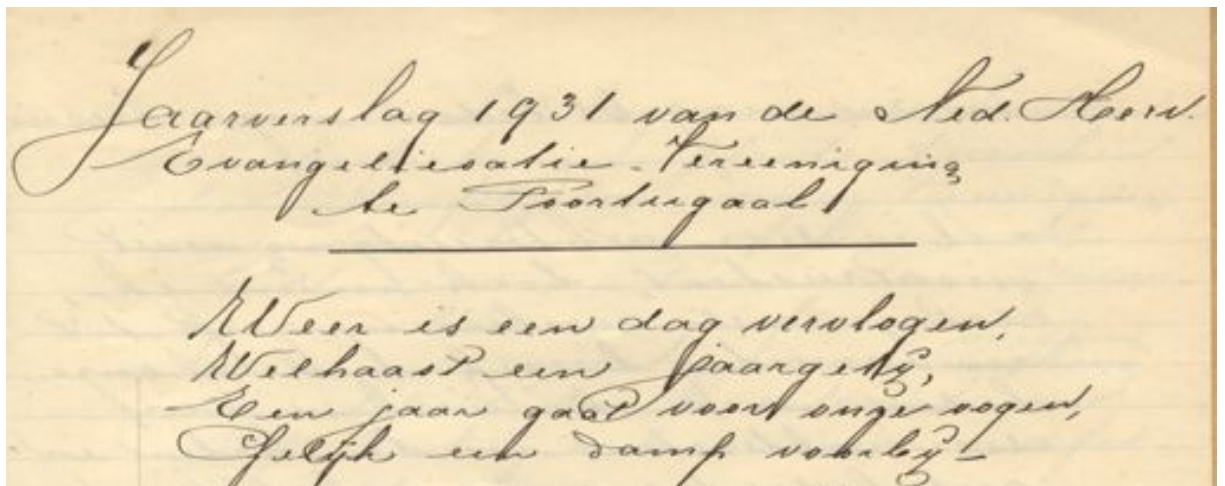 Jaarverslag 1931 van de Ned. Herv.
Evangeliesatie-Vereeniging
te Poortugaal
Weer is een dag vervlogen,
Welhaast een jaargetij,
Een jaar gaat voor onze oogen,
Gelijk een damp voorbij –